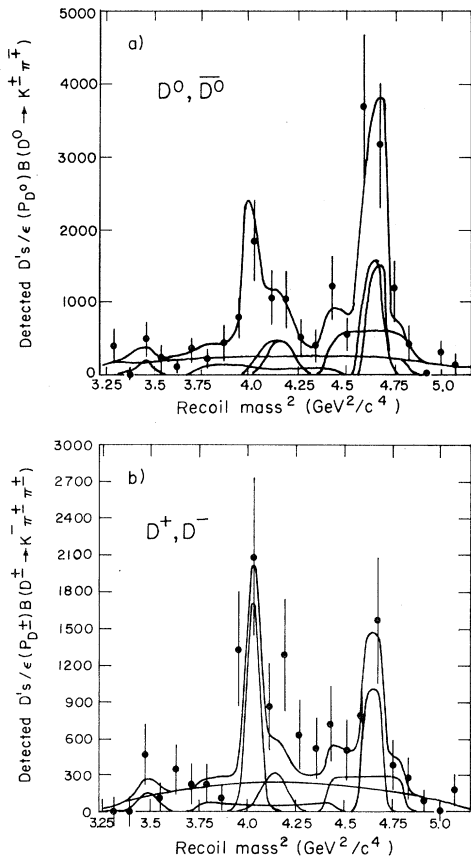 a)
D⁰, D̅⁰
5000
4000
3000
2000
1000
0
3.25 3.5 3.75 4.0 4.25 4.5 4.75 5.0
Recoil mass² (GeV²/c⁴)
Detected D's/ϵ(P_D⁰)B(D⁰→K±π∓)
b)
D⁺, D⁻
3000
2700
2400
2100
1800
1500
1200
900
600
300
0
3.25 3.5 3.75 4.0 4.25 4.5 4.75 5.0
Recoil mass² (GeV²/c⁴)
Detected D's/ϵ(P_D±)B(D±→K∓π±π±)